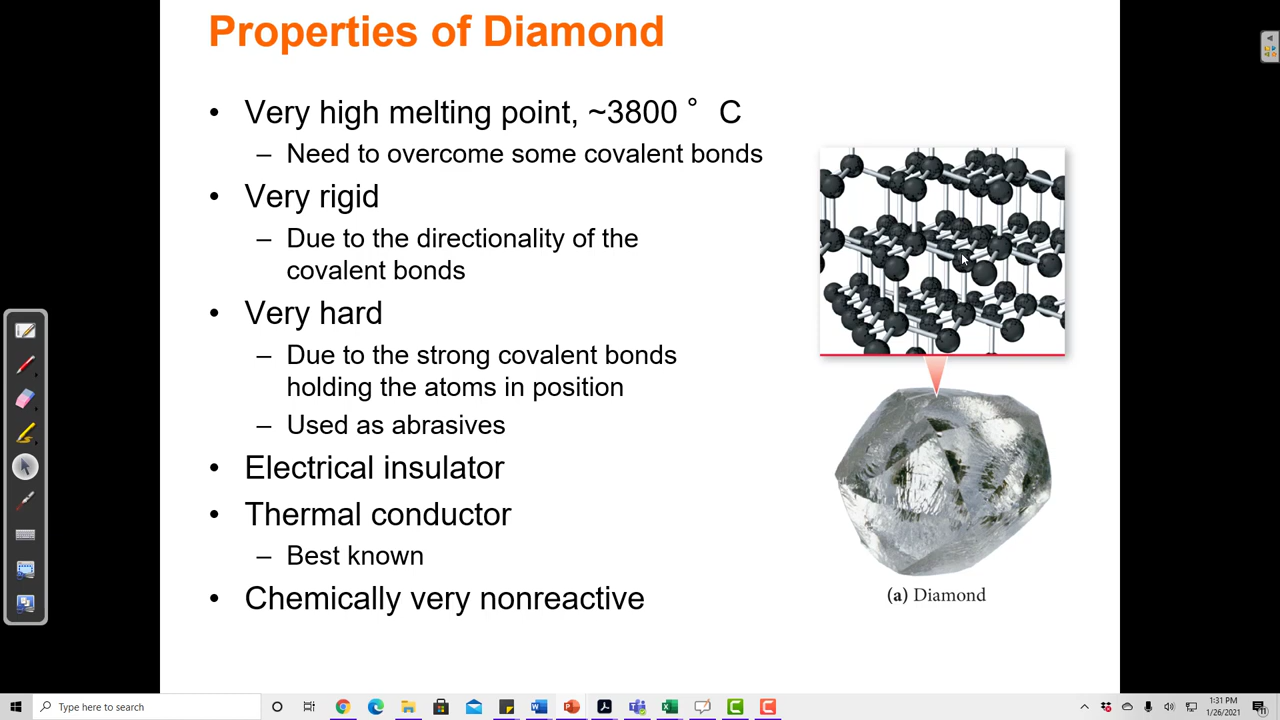 Properties of Diamond
• Very high melting point, ~3800 ° C
– Need to overcome some covalent bonds
• Very rigid
– Due to the directionality of the
covalent bonds
• Very hard
– Due to the strong covalent bonds
holding the atoms in position
– Used as abrasives
• Electrical insulator
• Thermal conductor
– Best known
• Chemically very nonreactive
(a) Diamond
Type here to search
1:31 PM
1/26/2021